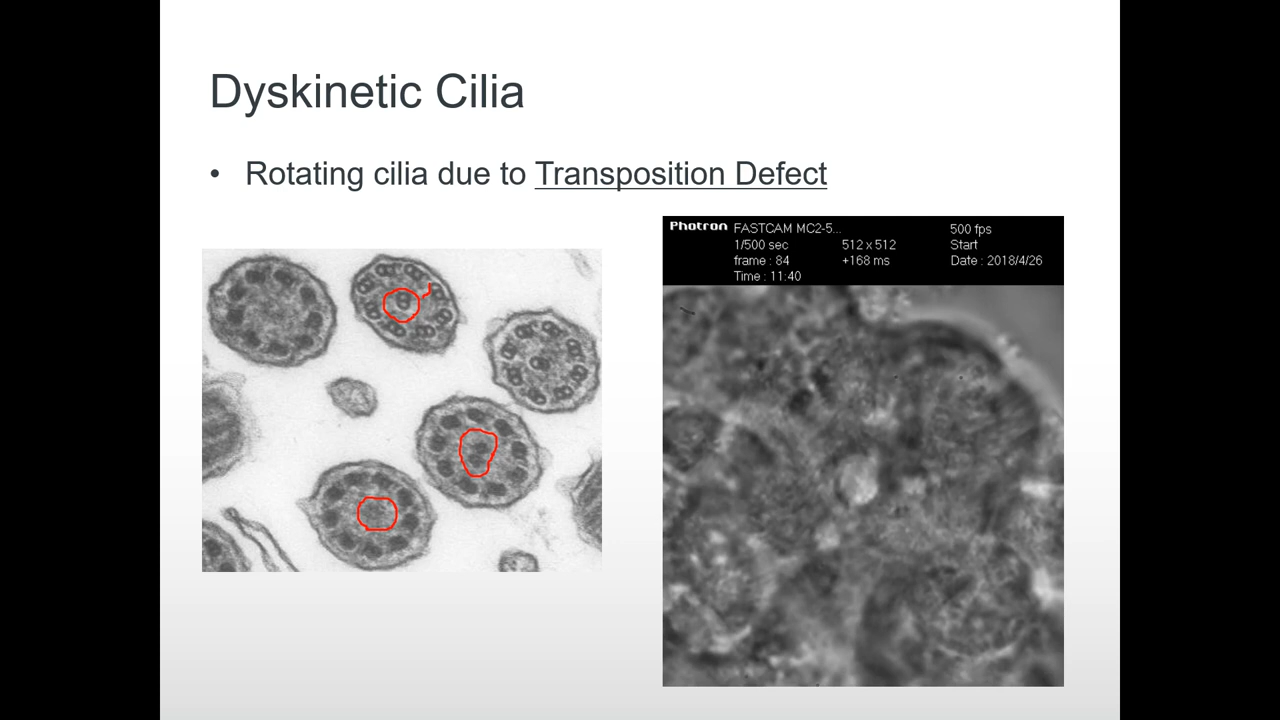 Dyskinetic Cilia
• Rotating cilia due to Transposition Defect
Photron FASTCAM MC2-5... 500 fps
1/500 sec 512 x 512 Start
frame : 84 +168 ms Date : 2018/4/26
Time : 11:40